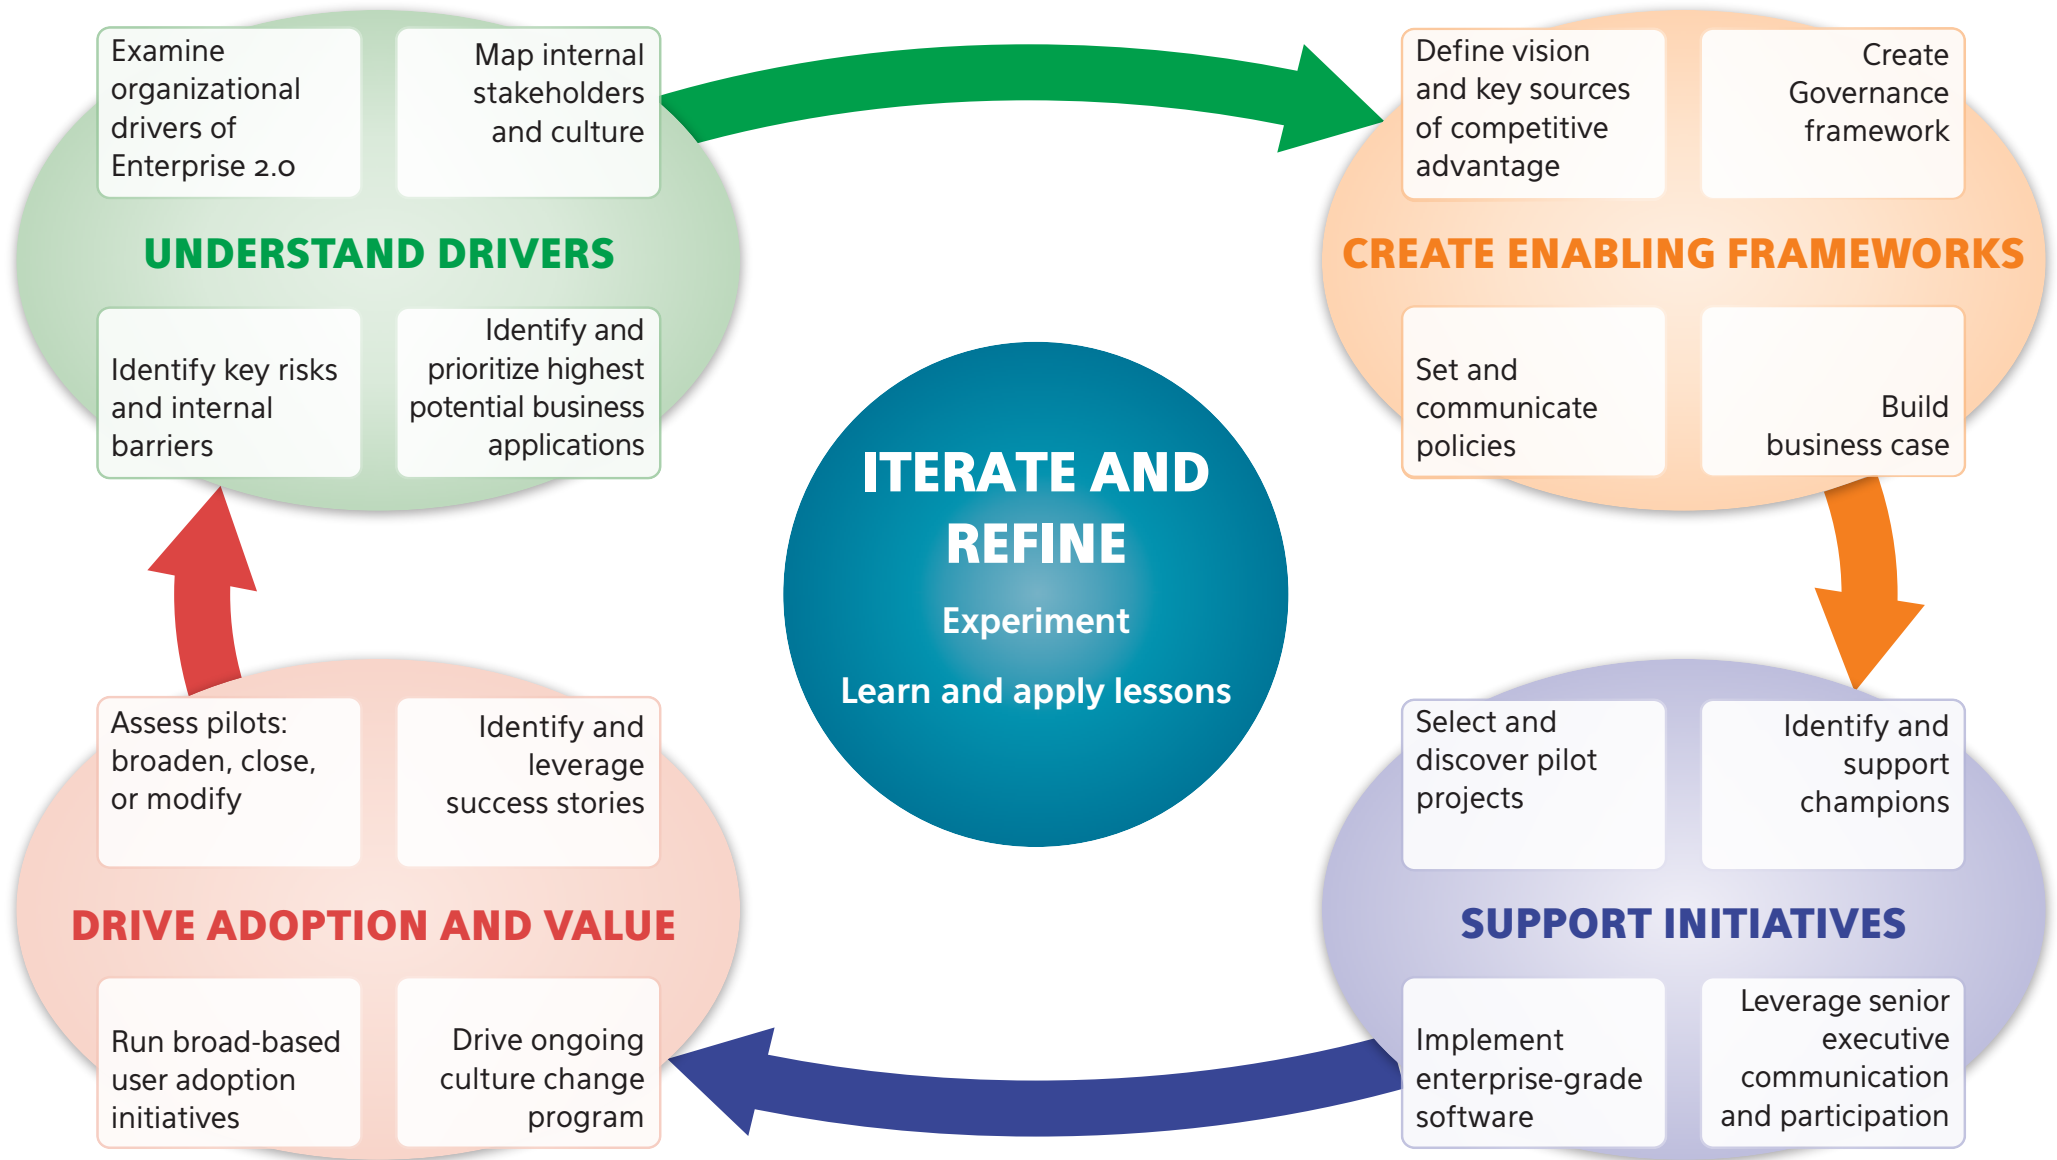 Examine
organizational
drivers of
Enterprise 2.0
Map internal
stakeholders
and culture
UNDERSTAND DRIVERS
Identify key risks
and internal
barriers
Identify and
prioritize highest
potential business
applications
Define vision
and key sources
of competitive
advantage
Create
Governance
framework
CREATE ENABLING FRAMEWORKS
Set and
communicate
policies
Build
business case
ITERATE AND
REFINE
Experiment
Learn and apply lessons
Assess pilots:
broaden, close,
or modify
Identify and
leverage
success stories
DRIVE ADOPTION AND VALUE
Run broad-based
user adoption
initiatives
Drive ongoing
culture change
program
Select and
discover pilot
projects
Identify and
support
champions
SUPPORT INITIATIVES
Implement
enterprise-grade
software
Leverage senior
executive
communication
and participation